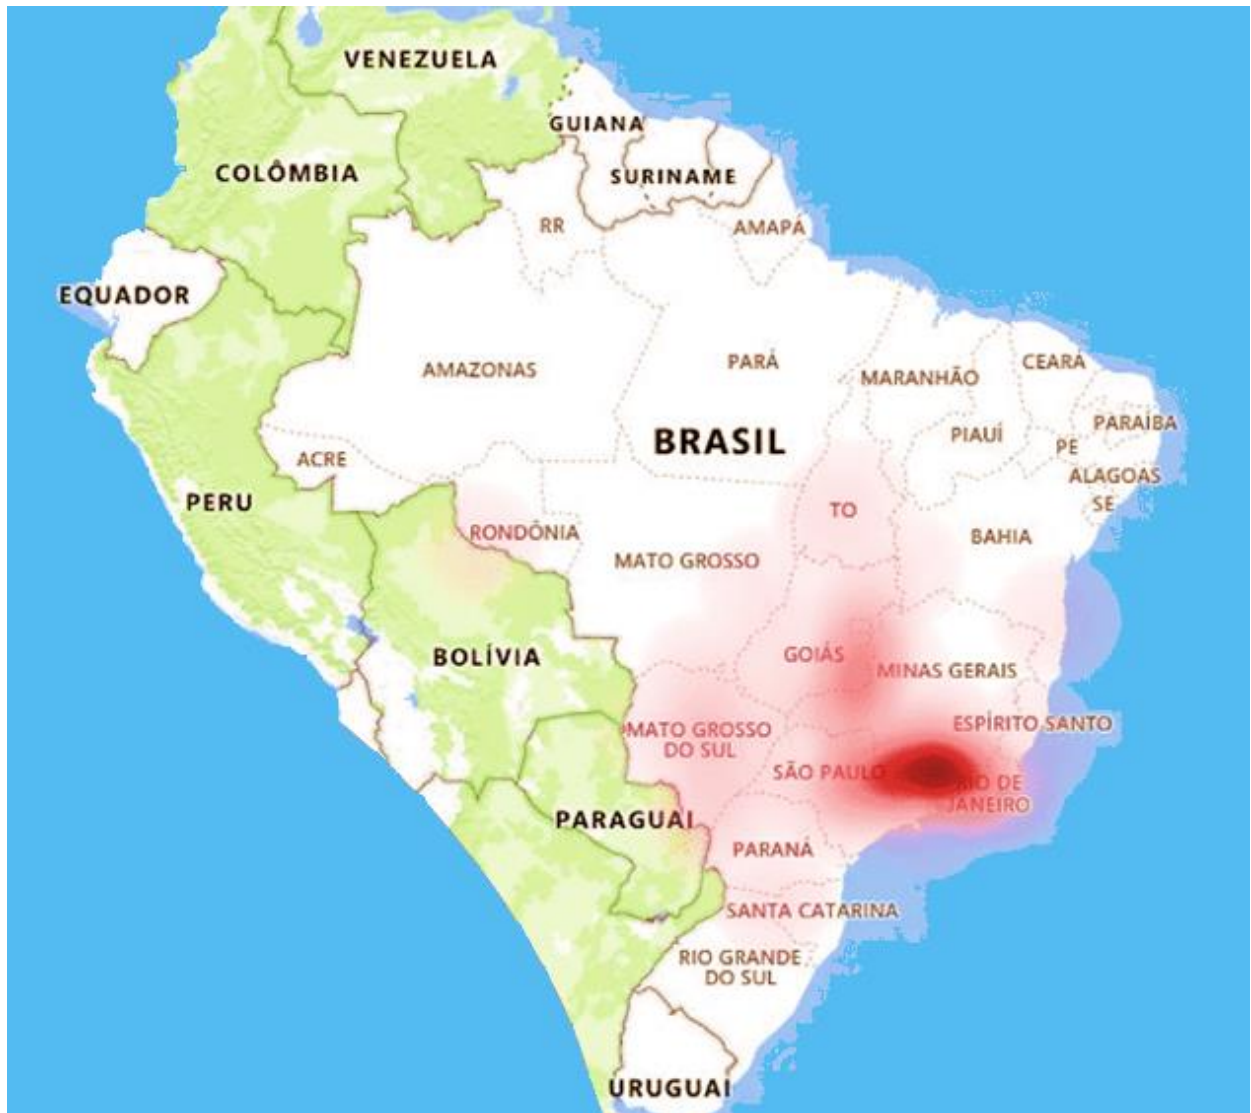 VENEZUELA
GUIANA
COLÔMBIA
SURINAME
RR
AMAPÁ
EQUADOR
AMAZONAS
PARÁ
MARANHÃO
CEARÁ
BRASIL
PIAUÍ
PARAÍBA
PE
ACRE
ALAGOAS
PERU
SE
TO
RONDÔNIA
BAHIA
MATO GROSSO
BOLÍVIA
GOIÁS
MINAS GERAIS
MATO GROSSO
DO SUL
ESPÍRITO SANTO
SÃO PAULO
RIO DE
JANEIRO
PARAGUAI
PARANÁ
SANTA CATARINA
RIO GRANDE
DO SUL
URUGUAI